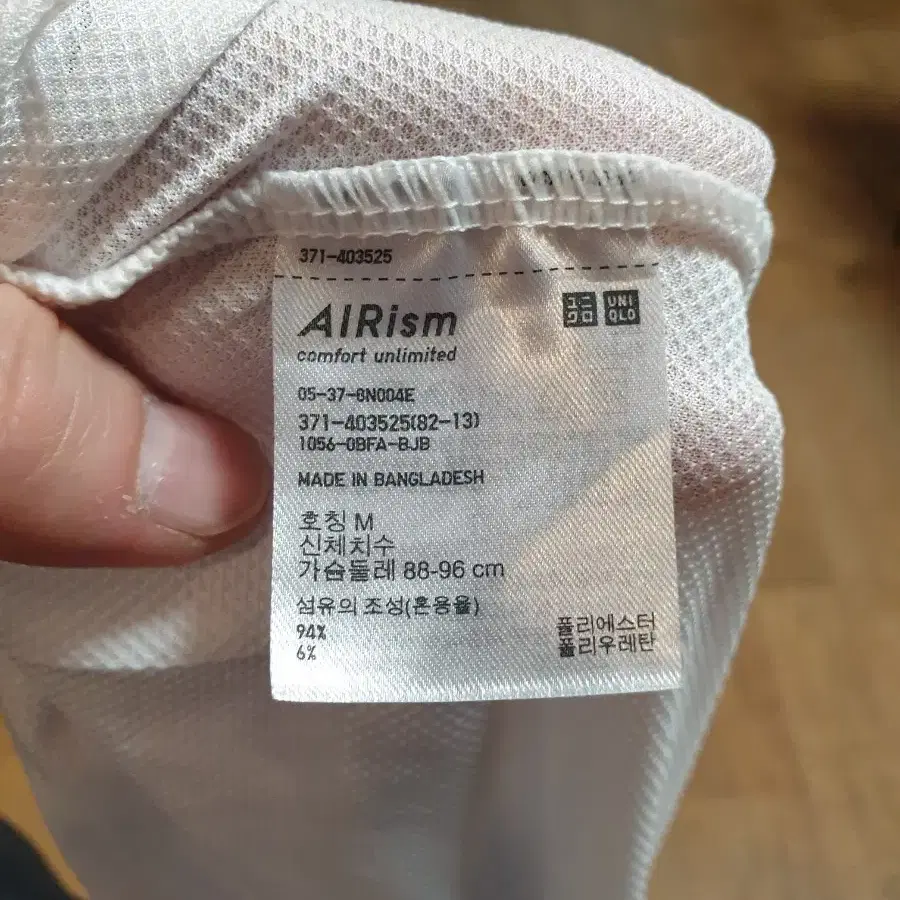 371-403525
AIRism
ユニ
クロ
UNI
QLO
comfort unlimited
05-37-8N004E
371-403525(82-13)
1056-0BFA-BJB
MADE IN BANGLADESH
호칭 M
신체치수
가슴둘레 88-96 cm
섬유의 조성(혼용율)
94% 폴리에스터
6% 폴리우레탄